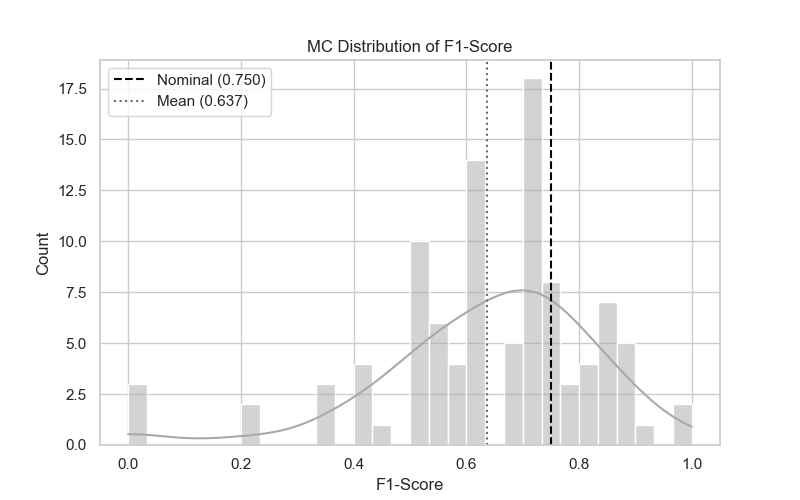 MC Distribution of F1-Score
Nominal (0.750)
Mean (0.637)
17.5
15.0
12.5
10.0
7.5
5.0
2.5
0.0
Count
0.0 0.2 0.4 0.6 0.8 1.0
F1-Score